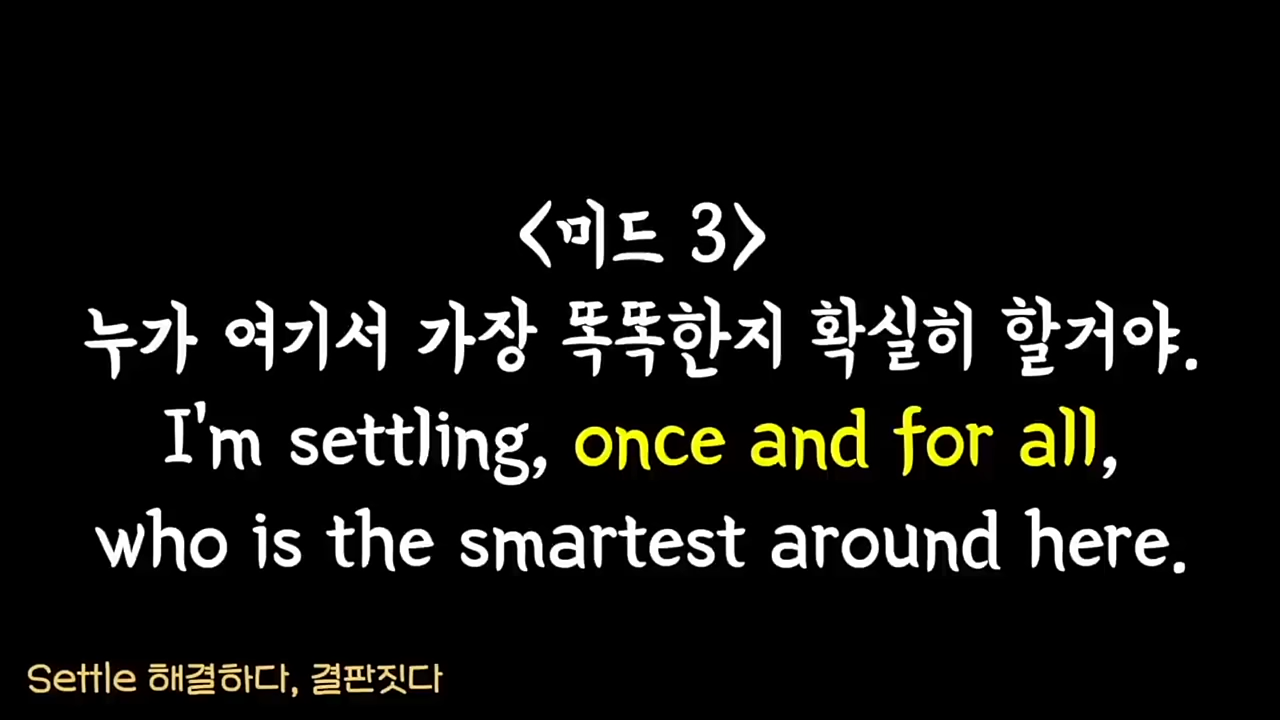 <미드 3>
누가 여기서 가장 똑똑한지 확실히 할거야.
I'm settling, once and for all,
who is the smartest around here.
Settle 해결하다, 결판짓다